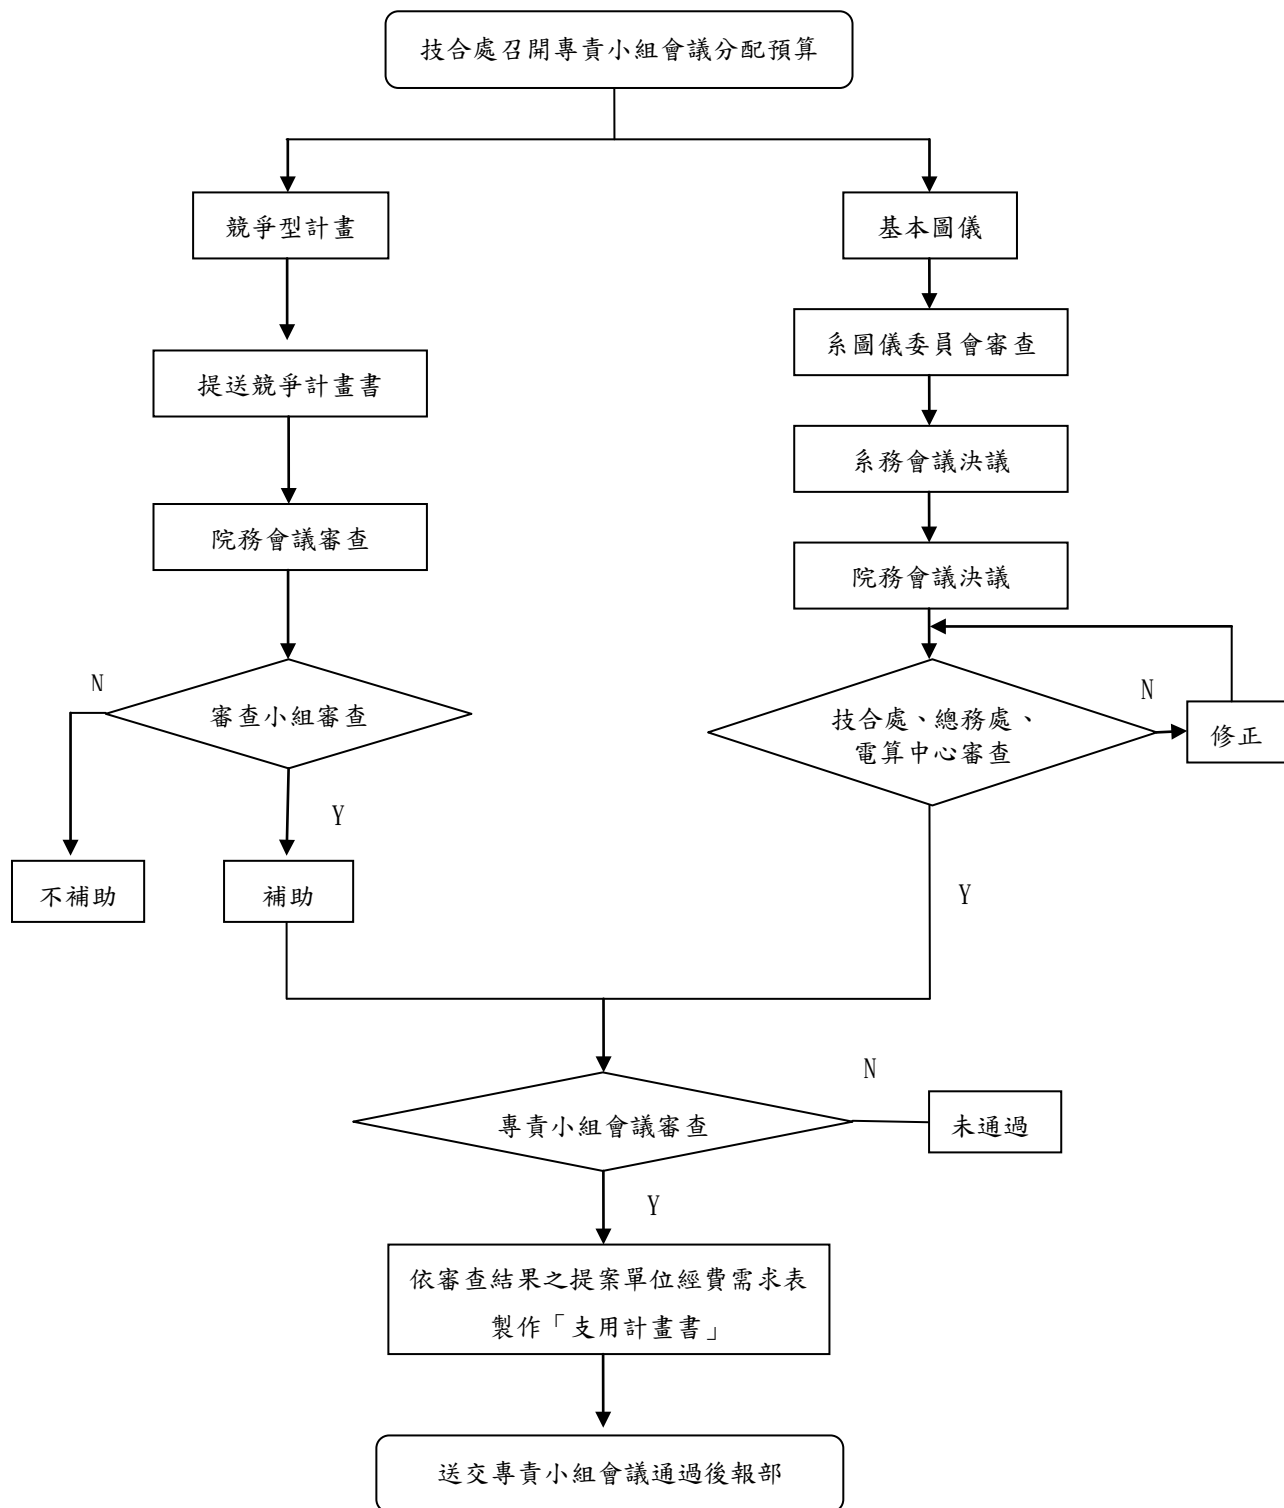 技合處召開專責小組會議分配預算
競爭型計畫
基本圖儀
系圖儀委員會審查
提送競爭計畫書
系務會議決議
院務會議審查
院務會議決議
N
審查小組審查
N
技合處、總務處、
電算中心審查
修正
Y
不補助
補助
Y
N
專責小組會議審查
未通過
Y
依審查結果之提案單位經費需求表
製作「支用計畫書」
送交專責小組會議通過後報部